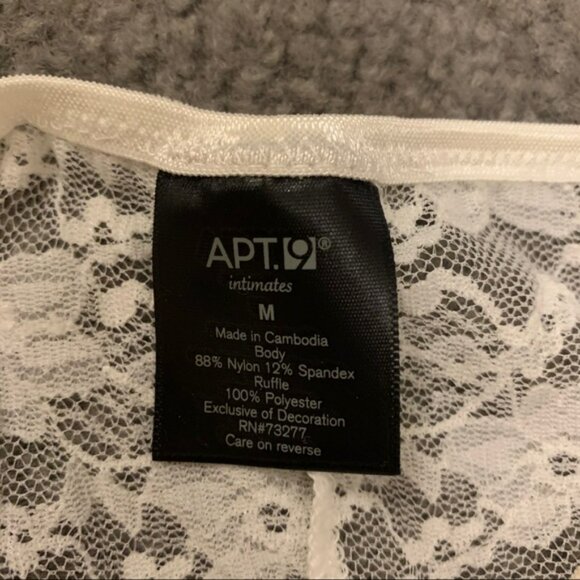 APT.9®
intimates
M
Made in Cambodia
Body
88% Nylon 12% Spandex
Ruffle
100% Polyester
Exclusive of Decoration
RN#73277
Care on reverse